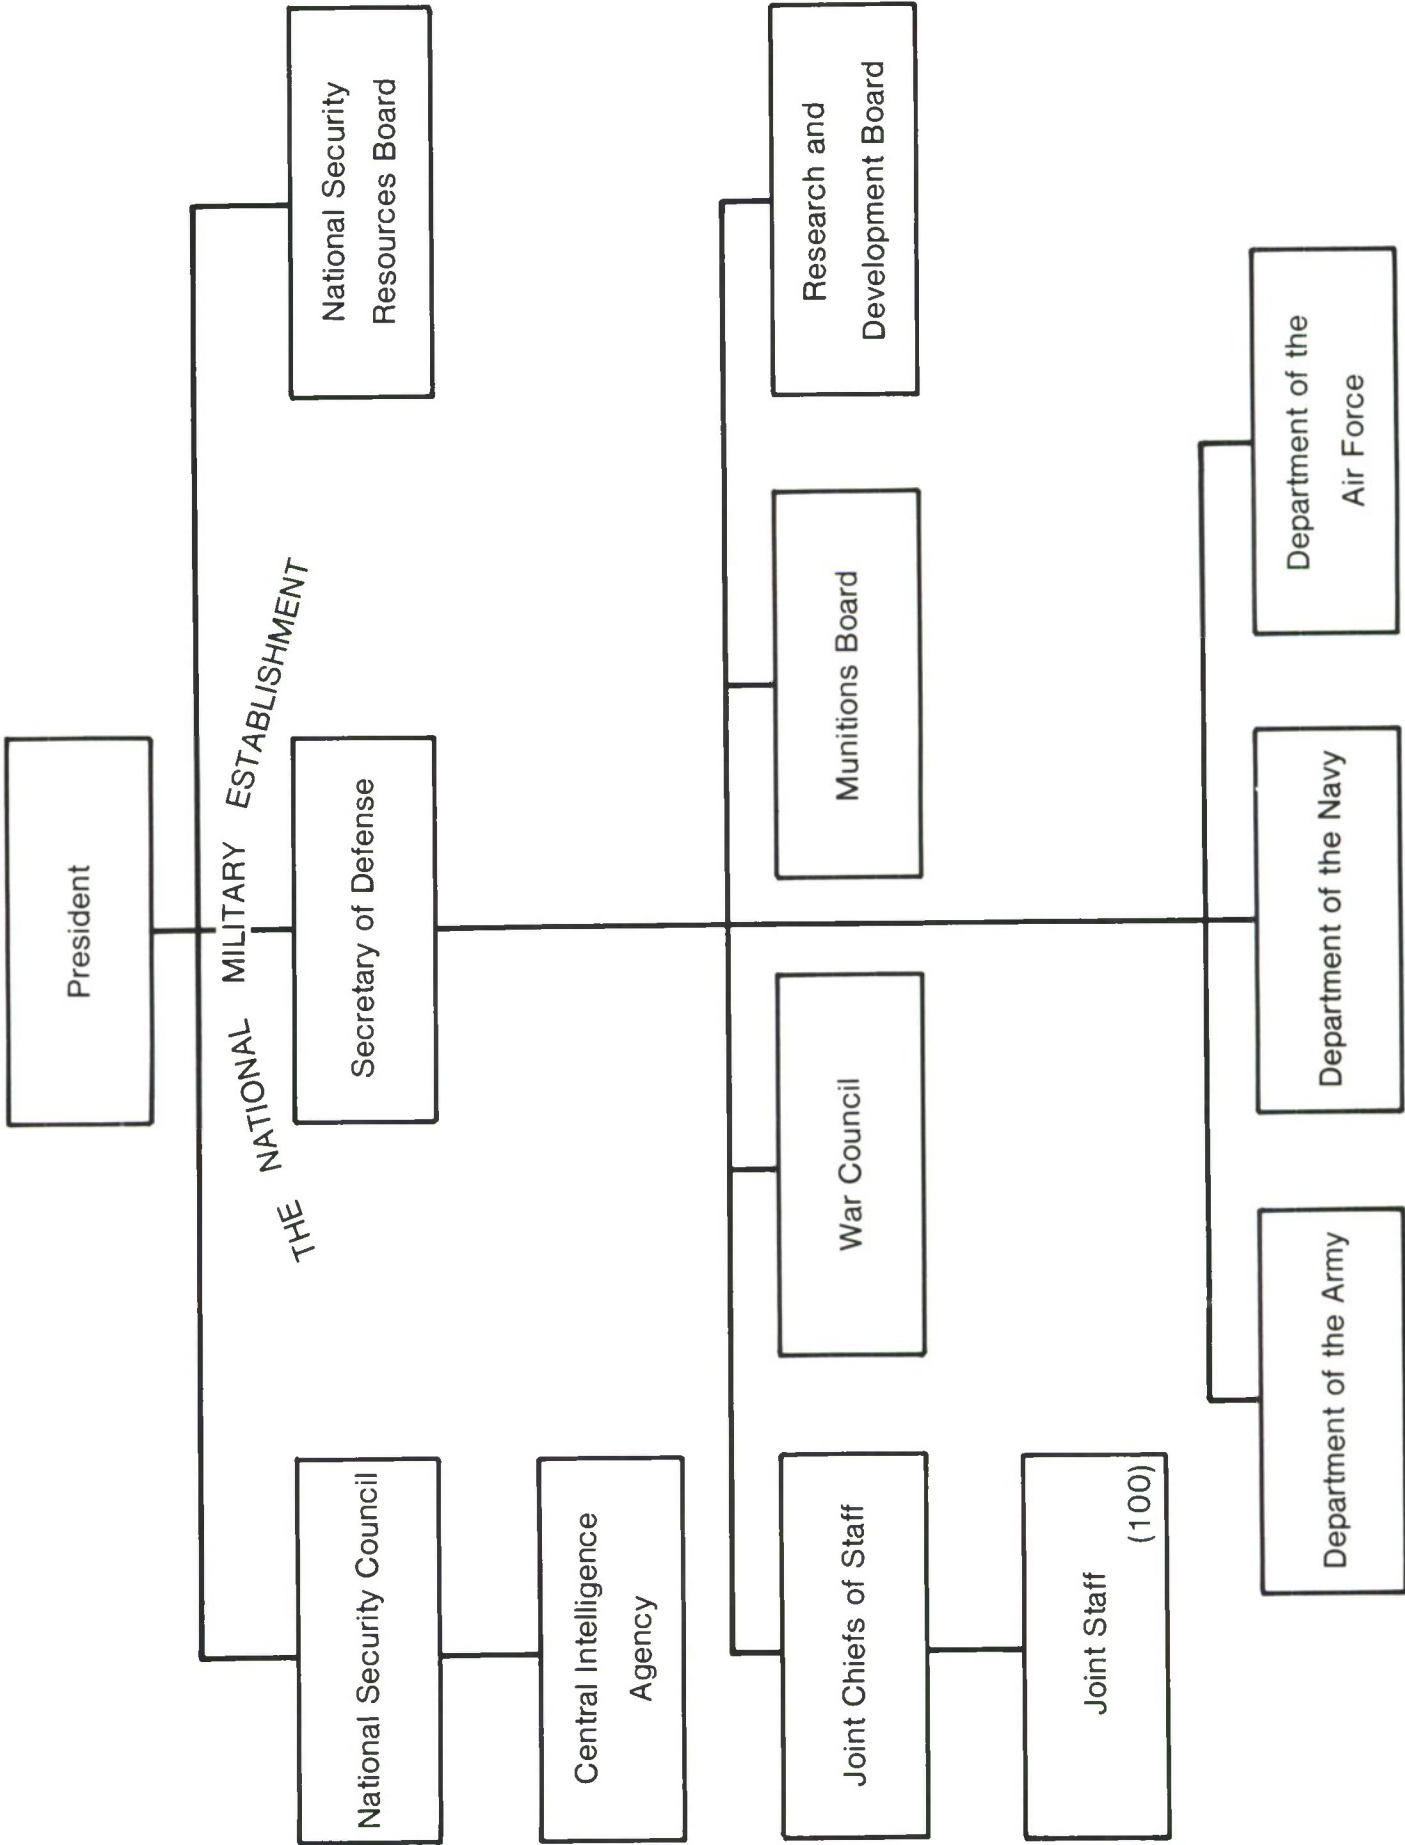 President
THE NATIONAL MILITARY ESTABLISHMENT
National Security Council
Secretary of Defense
National Security
Resources Board
Central Intelligence
Agency
Joint Chiefs of Staff
War Council
Munitions Board
Research and
Development Board
Joint Staff
(100)
Department of the Army
Department of the Navy
Department of the
Air Force